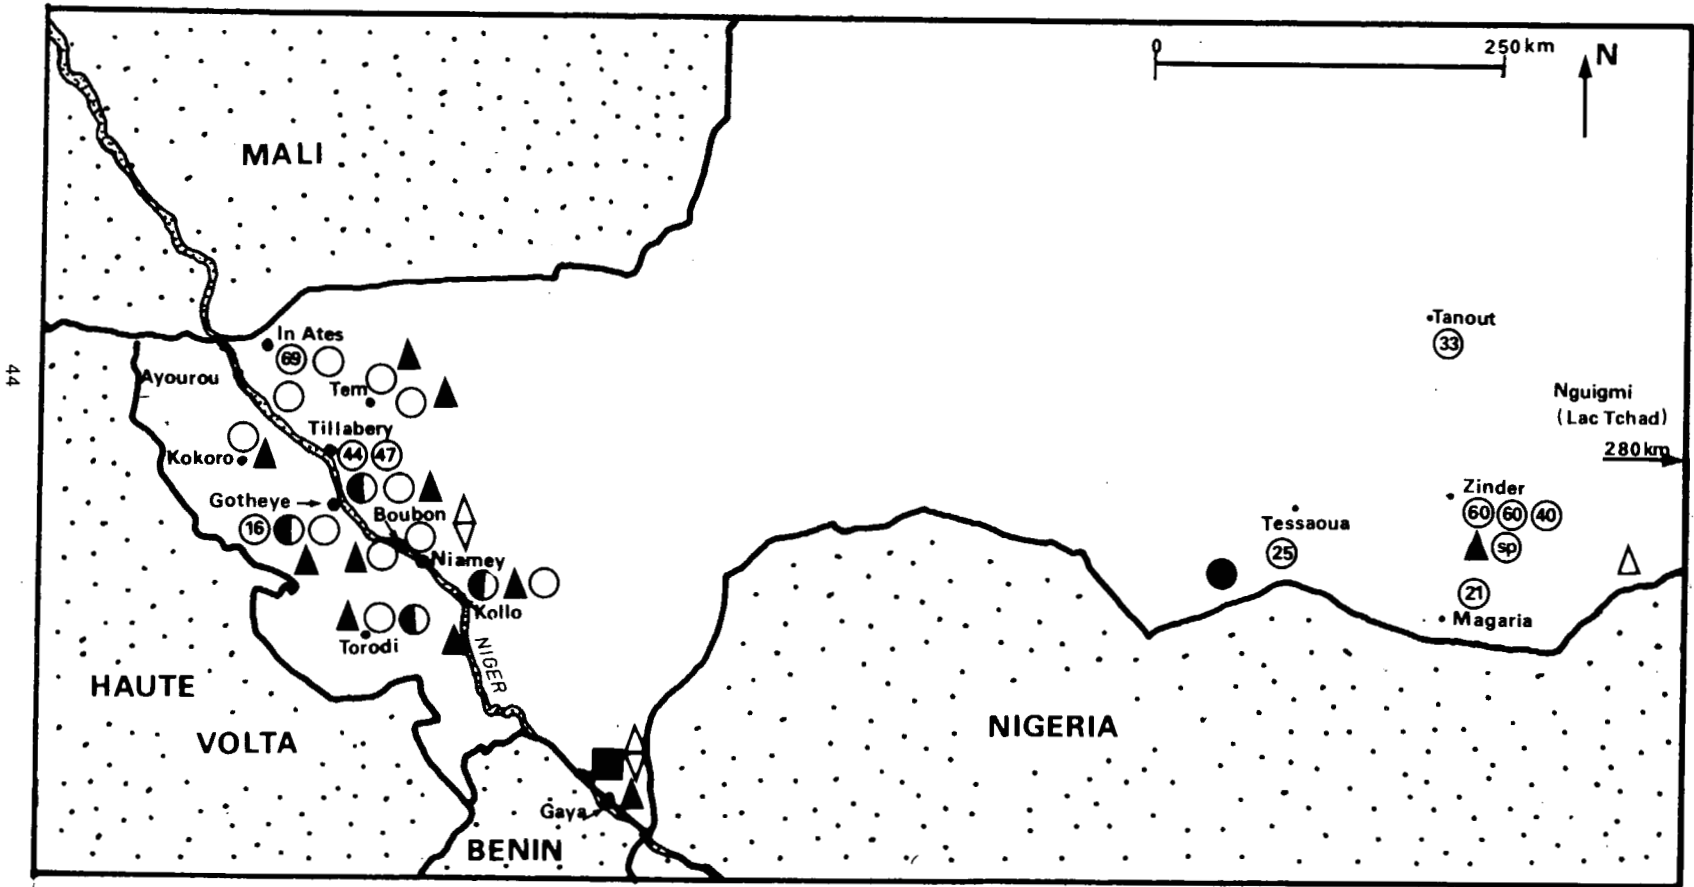 0 250 km
N
MALI
44
In Ates
69
Ayourou
Tem
Tillabery
44 47
Kokoro
Gotheye
Boubon
16
Niamey
Kollo
Torodi
NIGER
HAUTE
VOLTA
Gaya
BENIN
NIGERIA
Tanout
33
Nguigmi
(Lac Tchad)
280 km
Zinder
60 60 40
sp
Tessaoua
25
21
Magaria